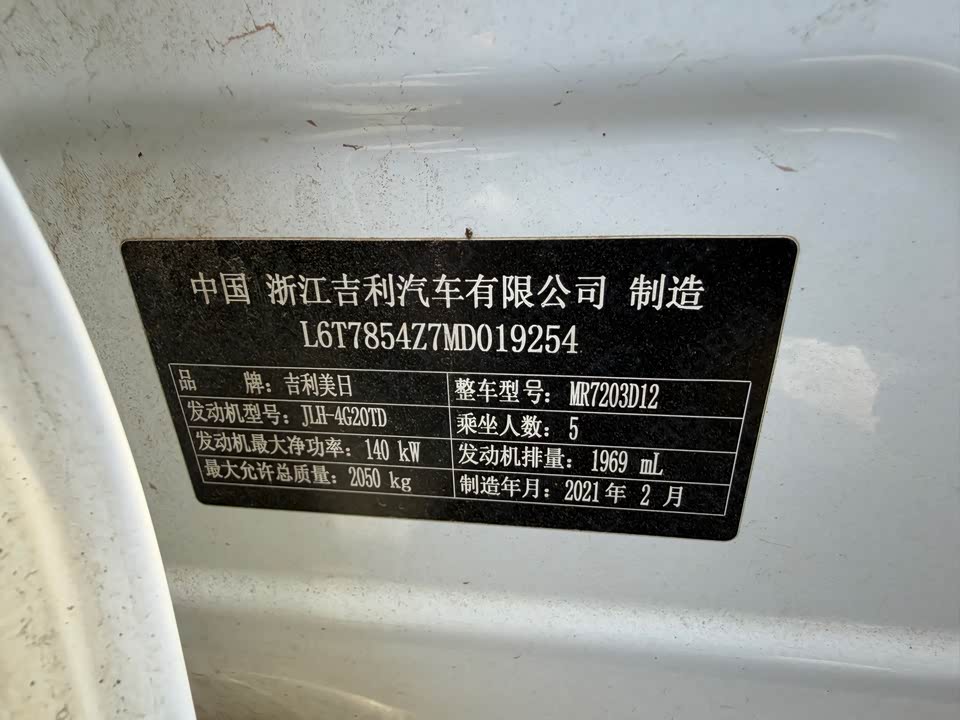 中国 浙江吉利汽车有限公司 制造
L6T7854Z7MD019254
品 牌：吉利美日 整车型号：MR7203D12
发动机型号：JLH-4G20TD 乘坐人数：5
发动机最大净功率：140 kW 发动机排量：1969 mL
最大允许总质量：2050 kg 制造年月：2021年 2 月